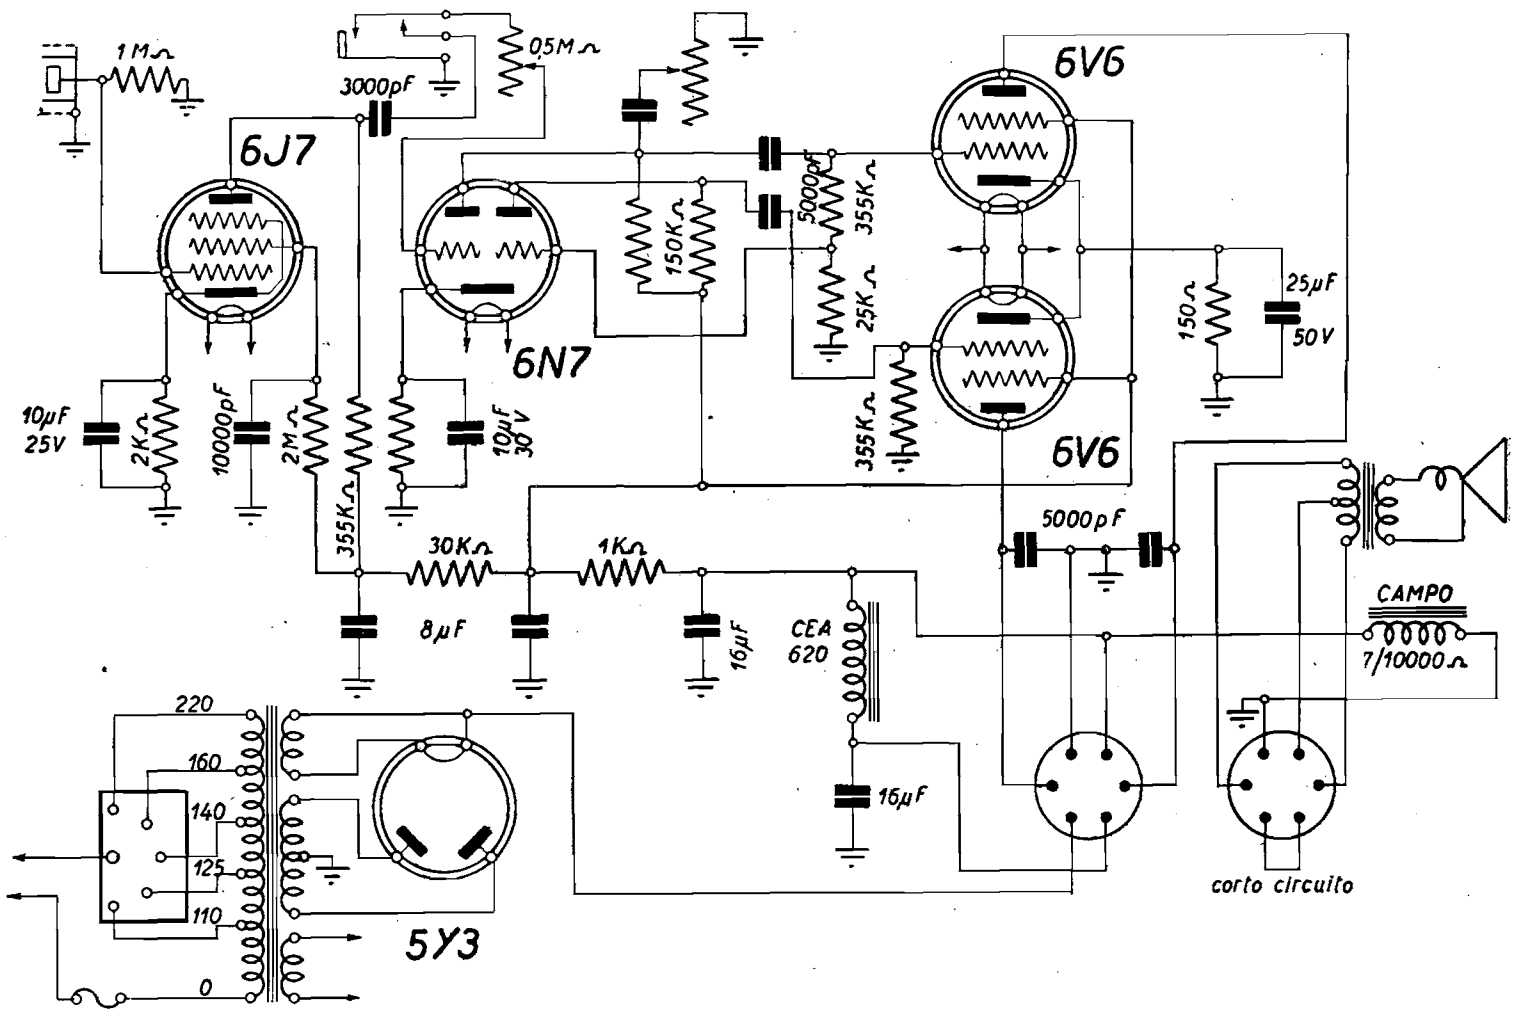 1MΩ
0,5MΩ
3000pF
6J7
6V6
5000pF
355KΩ
150KΩ
25KΩ
6N7
150Ω
25µF
50V
10µF
25V
2KΩ
10000pF
2MΩ
355KΩ
10µF
30V
355KΩ
6V6
5000pF
30KΩ
1KΩ
8µF
16µF
CEA
620
CAMPO
7/10000Ω
220
160
140
125
110
0
16µF
5Y3
corto circuito